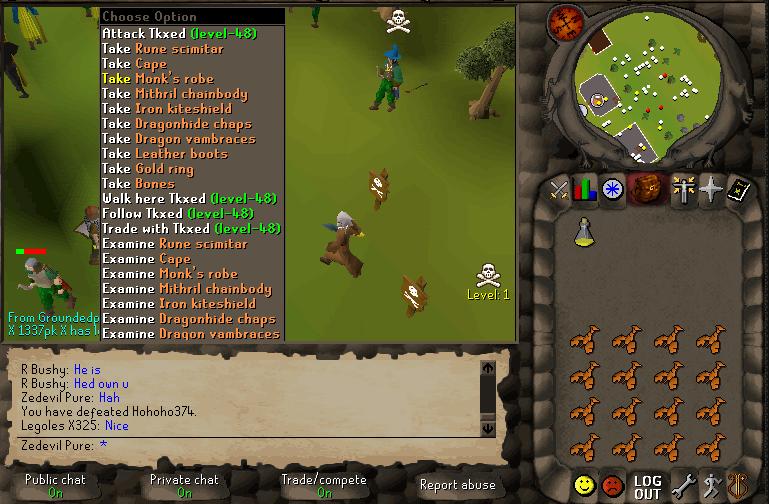 Choose Option
Attack Tkxed (level-48)
Take Rune scimitar
Take Cape
Take Monk's robe
Take Mithril chainbody
Take Iron kiteshield
Take Dragonhide chaps
Take Dragon vambraces
Take Leather boots
Take Gold ring
Take Bones
Walk here Tkxed (level-48)
Follow Tkxed (level-48)
Trade with Tkxed (level-48)
Examine Rune scimitar
Examine Cape
Examine Monk's robe
Examine Mithril chainbody
Examine Iron kiteshield
Examine Dragonhide chaps
Examine Dragon vambraces
Level: 1
From Groundedp
X 1337pk X has l
R Bushy: He is
R Bushy: Hed own u
Zedevil Pure: Hah
You have defeated Hohoho374.
Legoles X325: Nice
Zedevil Pure: *
Public chat
On
Private chat
On
Trade/compete
On
Report abuse
LOG
OUT